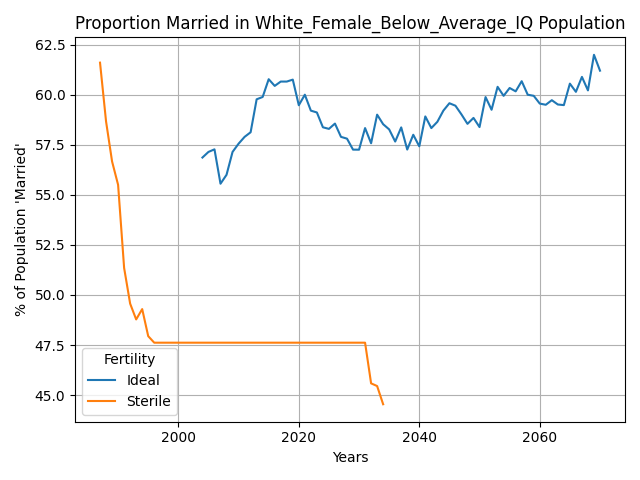 Proportion Married in White_Female_Below_Average_IQ Population
62.5
60.0
57.5
55.0
52.5
50.0
47.5
45.0
% of Population 'Married'
Fertility
Ideal
Sterile
2000
2020
2040
2060
Years